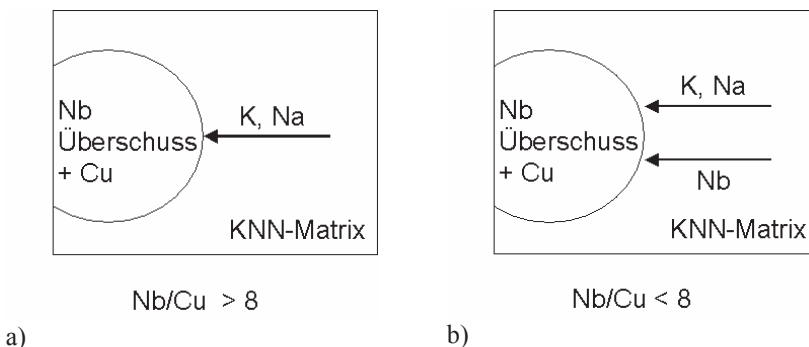 Nb
Überschuss
+ Cu
K, Na
KNN-Matrix
Nb/Cu > 8
a)
Nb
Überschuss
+ Cu
K, Na
Nb
KNN-Matrix
Nb/Cu < 8
b)